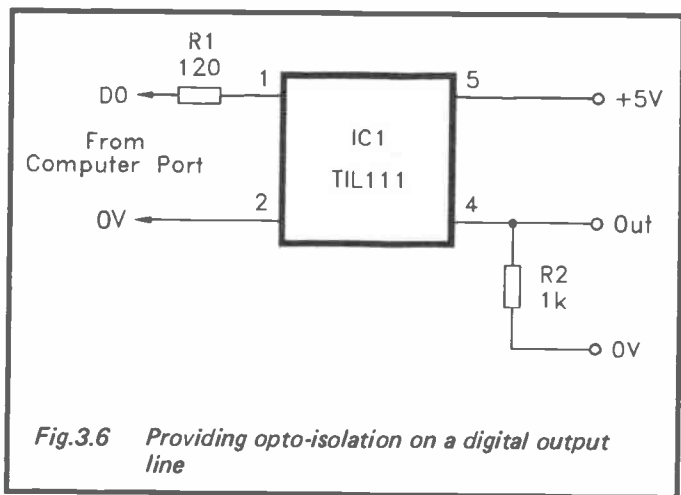 R1
120
D0
1
5
+5V
From
Computer Port
IC1
TIL111
0V
2
4
Out
R2
1k
0V
Fig.3.6 Providing opto-isolation on a digital output
line